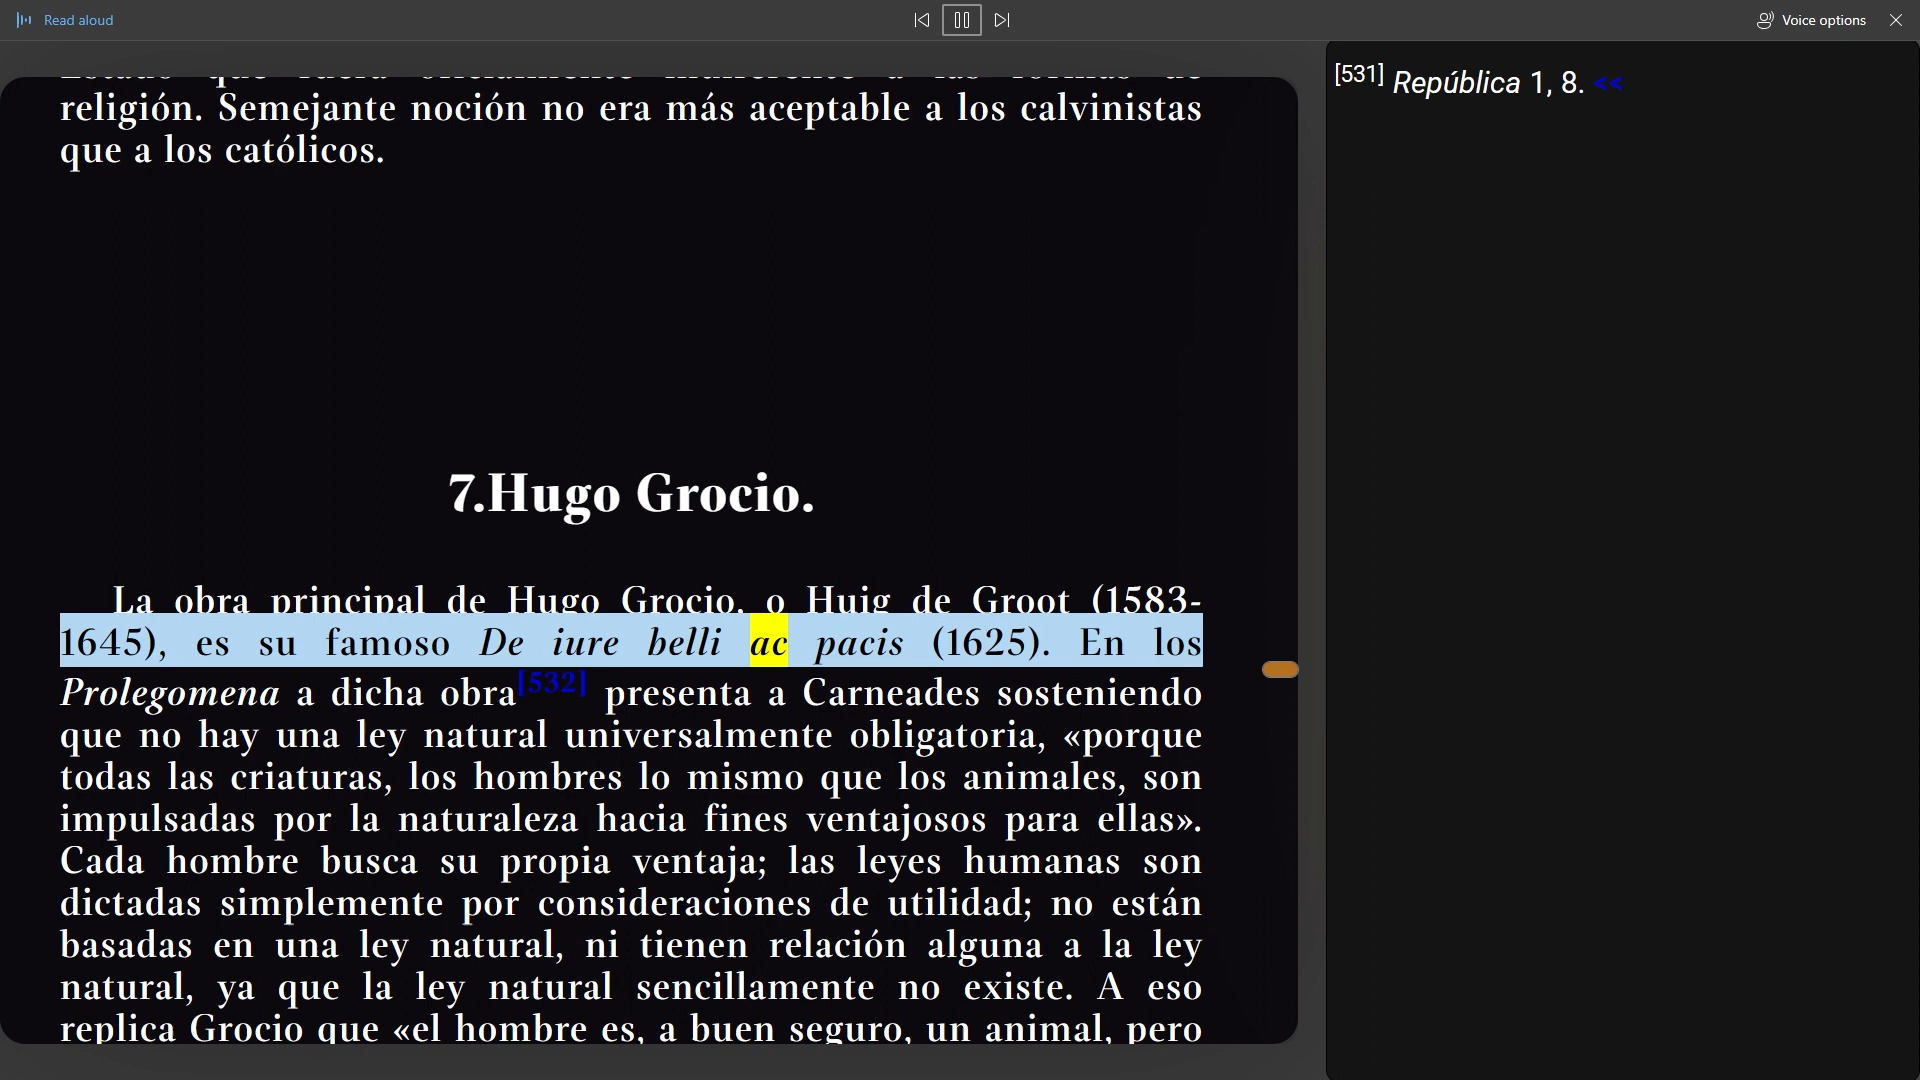 Read aloud
Voice options
religión. Semejante noción no era más aceptable a los calvinistas
que a los católicos.
7.Hugo Grocio.
La obra principal de Hugo Grocio, o Huig de Groot (1583-
1645), es su famoso De iure belli ac pacis (1625). En los
Prolegomena a dicha obra[532] presenta a Carneades sosteniendo
que no hay una ley natural universalmente obligatoria, «porque
todas las criaturas, los hombres lo mismo que los animales, son
impulsadas por la naturaleza hacia fines ventajosos para ellas».
Cada hombre busca su propia ventaja; las leyes humanas son
dictadas simplemente por consideraciones de utilidad; no están
basadas en una ley natural, ni tienen relación alguna a la ley
natural, ya que la ley natural sencillamente no existe. A eso
replica Grocio que «el hombre es, a buen seguro, un animal, pero
[531] República 1, 8. <<